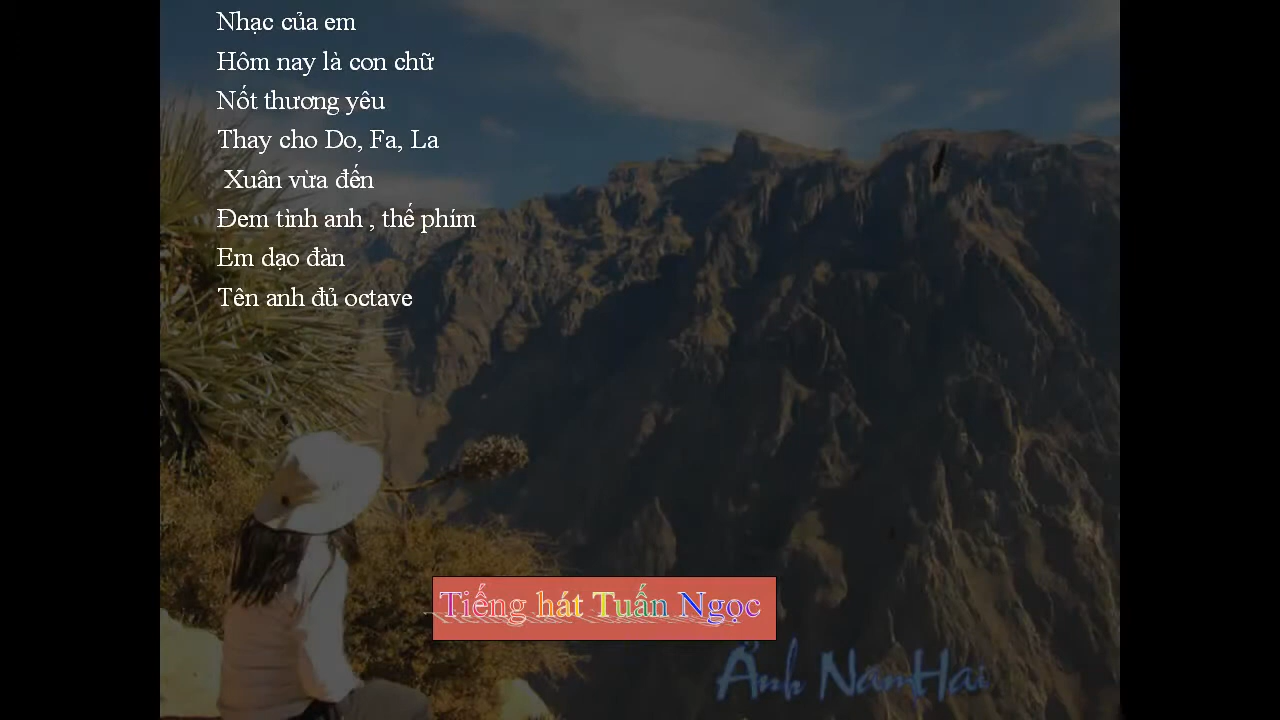 Nhạc của em
Hôm nay là con chữ
Nốt thương yêu
Thay cho Do, Fa, La
Xuân vừa đến
Đem tình anh , thế phím
Em dạo đàn
Tên anh đủ octave
Tiếng hát Tuấn Ngọc
Ảnh NamHai